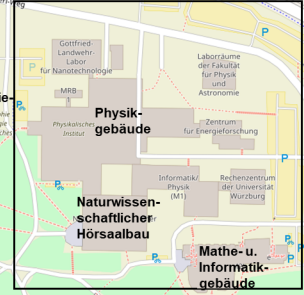 Gottfried-
Landwehr-
Labor
für Nanotechnologie
Laborräume
der Fakultät
für Physik
und
Astronomie
MRB
1
Physik-
gebäude
Physikalisches
Institut
Zentrum
für Energieforschung
Informatik/
Physik
(M1)
Rechenzentrum
der Universität
Würzburg
Naturwissen-
schaftlicher
Hörsaalbau
Mathe- u.
Informatik-
gebäude
P
P
P
P
P
P
P